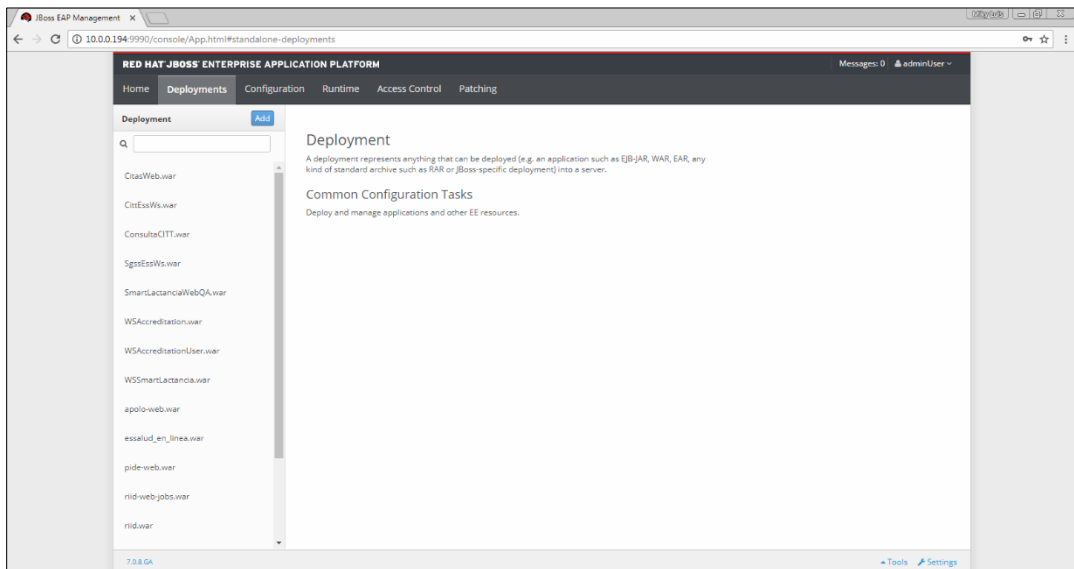 JBoss EAP Management
10.0.0.194:9990/console/App.html#standalone-deployments
RED HAT JBOSS ENTERPRISE APPLICATION PLATFORM
Messages: 0 adminUser
Home Deployments Configuration Runtime Access Control Patching
Deployment Add
Deployment
A deployment represents anything that can be deployed (e.g. an application such as EJB-JAR, WAR, EAR, any
kind of standard archive such as RAR or JBoss-specific deployment) into a server.
Common Configuration Tasks
Deploy and manage applications and other EE resources.
CitasWeb.war
CittEssWs.war
ConsultaCITT.war
SgssEssWs.war
SmartLactanciaWebQA.war
WSAccreditation.war
WSAccreditationUser.war
WSSmartLactancia.war
apolo-web.war
essalud_en_linea.war
pide-web.war
riid-web-jobs.war
riid.war
7.0.8.GA
Tools Settings